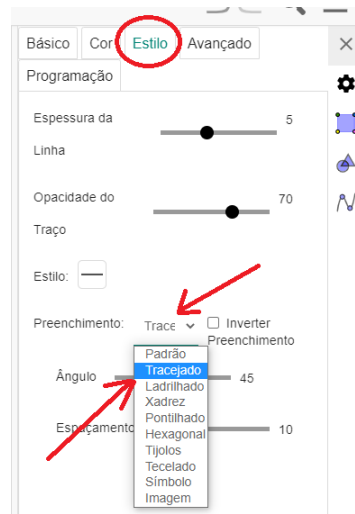 Básico Cor Estilo Avançado
Programação
Espessura da 5
Linha
Opacidade do 70
Traço
Estilo:
Preenchimento: Trace Inverter
Preenchimento
Padrão
Tracejado
Ângulo 45
Ladrilhado
Xadrez
Pontilhado
Espaçamento 10
Hexagonal
Tijolos
Tecelado
Símbolo
Imagem